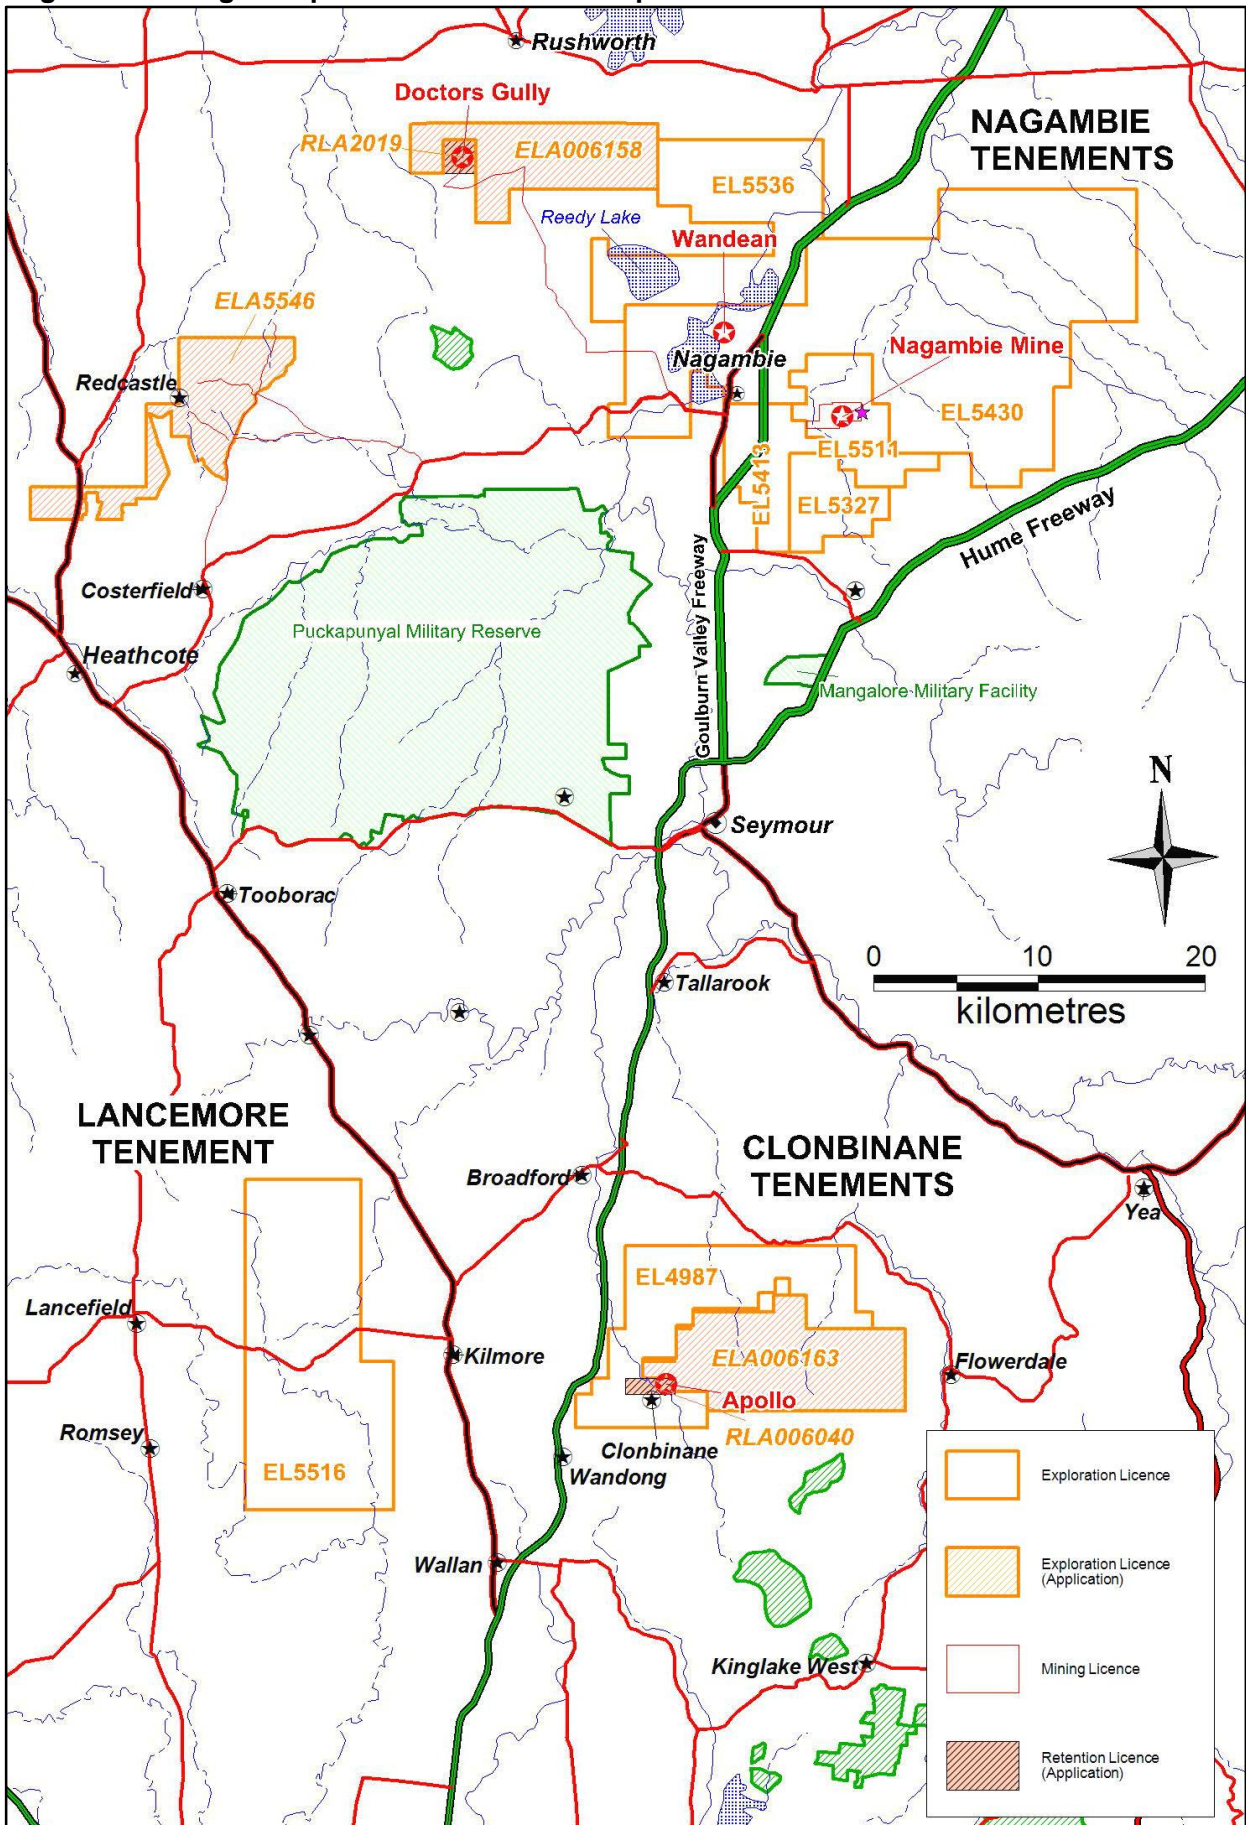 Rushworth
Doctors Gully
NAGAMBIE
TENEMENTS
RLA2019
ELA006158
EL5536
Reedy Lake
Wandean
ELA5546
Nagambie Mine
Nagambie
Redcastle
EL5430
EL5511
EL5413
EL5327
Hume Freeway
Goulburn Valley Freeway
Costerfield
Puckapunyal Military Reserve
Heathcote
Mangalore Military Facility
N
Seymour
Tooborac
0 10 20
kilometres
Tallarook
LANCEMORE
TENEMENT
CLONBINANE
TENEMENTS
Broadford
Yea
EL4987
Lancefield
Kilmore
ELA006163
Flowerdale
Apollo
RLA006040
Romsey
Clonbinane
Wandong
EL5516
Exploration Licence
Exploration Licence
(Application)
Wallan
Mining Licence
Kinglake West
Retention Licence
(Application)